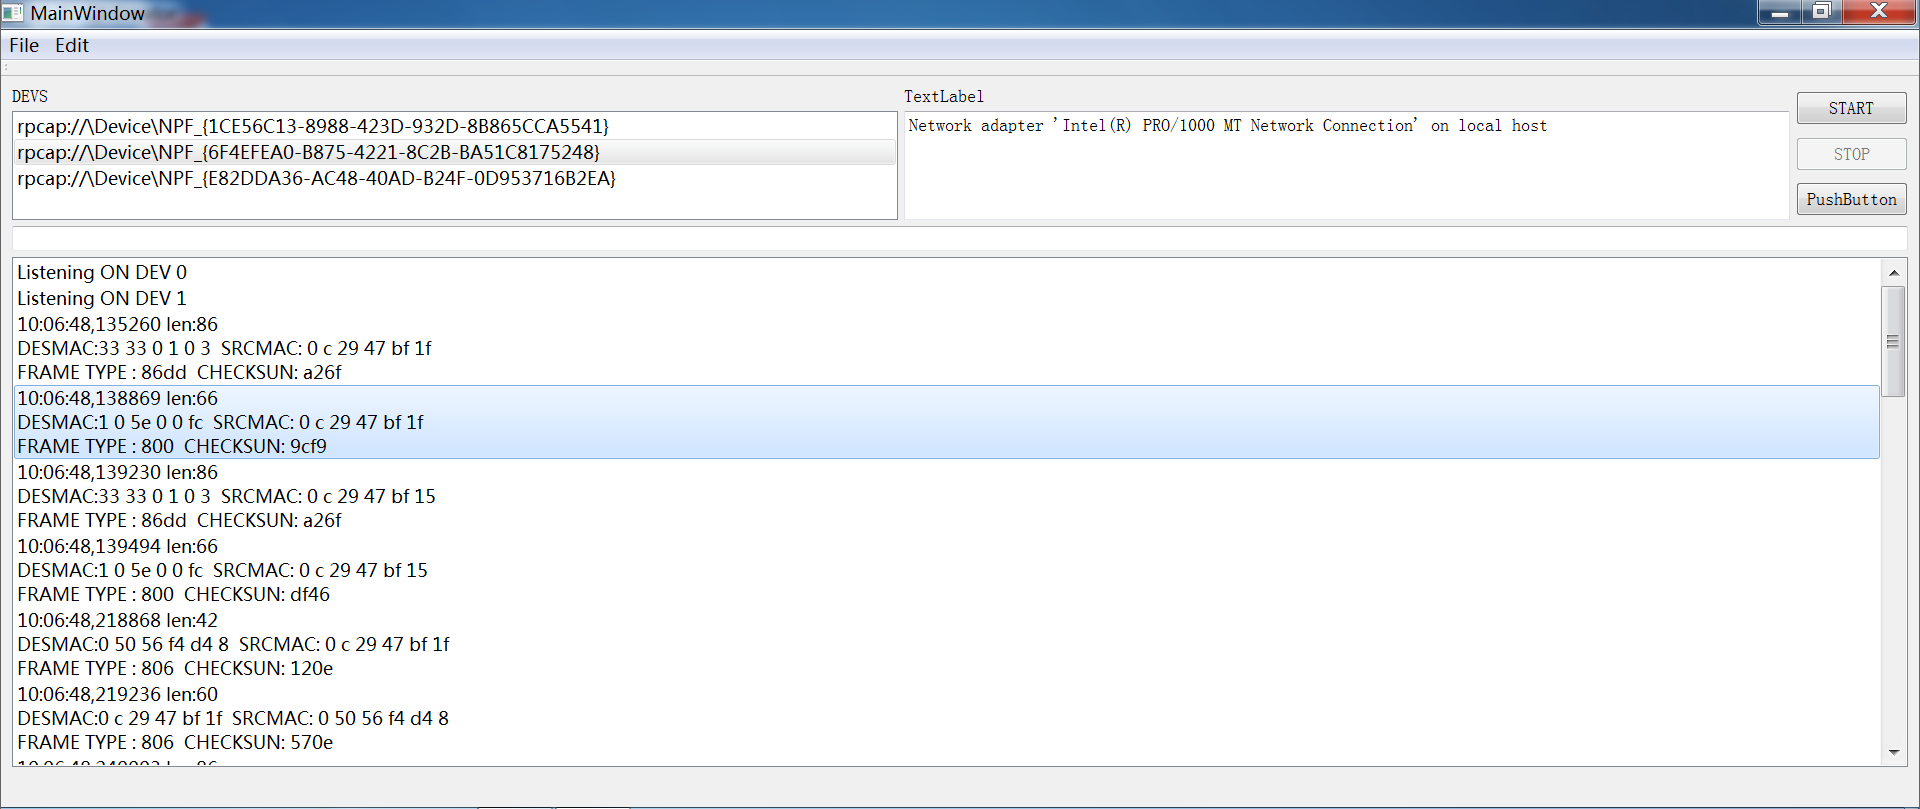 MainWindow
File Edit
DEVS
rpcap://\Device\NPF_{1CE56C13-8988-423D-932D-8B865CCA5541}
rpcap://\Device\NPF_{6F4EFEA0-B875-4221-8C2B-BA51C8175248}
rpcap://\Device\NPF_{E82DDA36-AC48-40AD-B24F-0D953716B2EA}
TextLabel
Network adapter 'Intel(R) PRO/1000 MT Network Connection' on local host
START
STOP
PushButton
Listening ON DEV 0
Listening ON DEV 1
10:06:48,135260 len:86
DESMAC:33 33 0 1 0 3  SRCMAC: 0 c 29 47 bf 1f
FRAME TYPE : 86dd  CHECKSUN: a26f
10:06:48,138869 len:66
DESMAC:1 0 5e 0 0 fc  SRCMAC: 0 c 29 47 bf 1f
FRAME TYPE : 800  CHECKSUN: 9cf9
10:06:48,139230 len:86
DESMAC:33 33 0 1 0 3  SRCMAC: 0 c 29 47 bf 15
FRAME TYPE : 86dd  CHECKSUN: a26f
10:06:48,139494 len:66
DESMAC:1 0 5e 0 0 fc  SRCMAC: 0 c 29 47 bf 15
FRAME TYPE : 800  CHECKSUN: df46
10:06:48,218868 len:42
DESMAC:0 50 56 f4 d4 8  SRCMAC: 0 c 29 47 bf 1f
FRAME TYPE : 806  CHECKSUN: 120e
10:06:48,219236 len:60
DESMAC:0 c 29 47 bf 1f  SRCMAC: 0 50 56 f4 d4 8
FRAME TYPE : 806  CHECKSUN: 570e